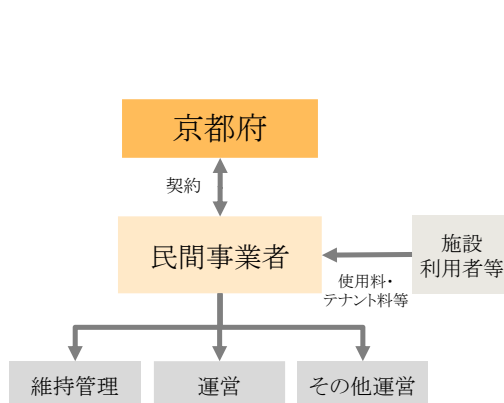 京都府
契約
民間事業者
施設
利用者等
使用料・
テナント料等
維持管理
運営
その他運営